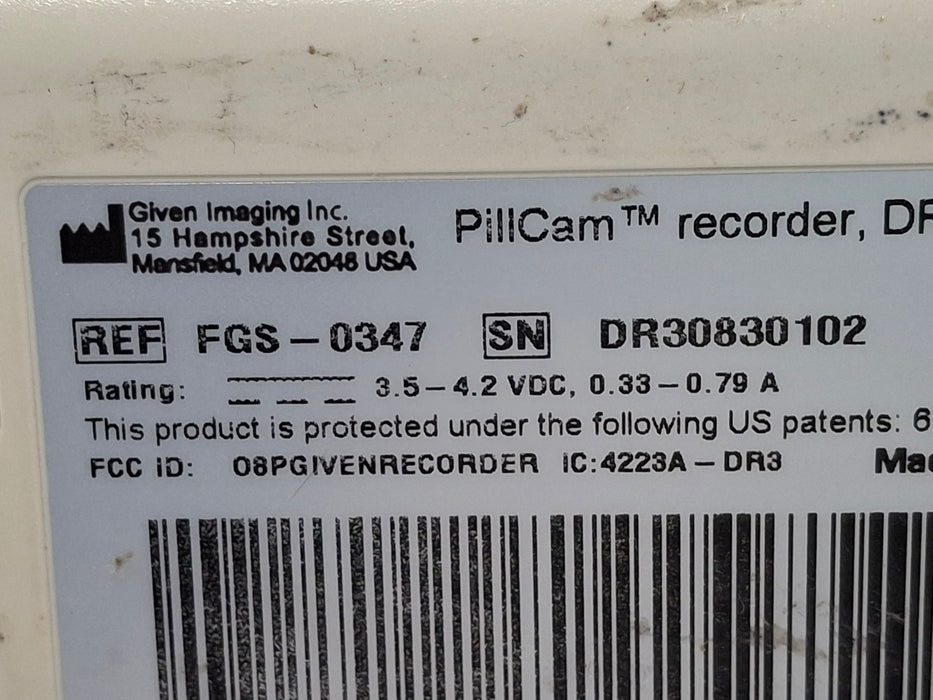 Given Imaging Inc.
15 Hampshire Street,
Mansfield, MA 02048 USA
PillCam™ recorder, DR
REF FGS-0347 SN DR30830102
Rating: 3.5-4.2 VDC, 0.33-0.79 A
This product is protected under the following US patents: 6
FCC ID: O8PGIVENRECORDER IC:4223A-DR3 Mad